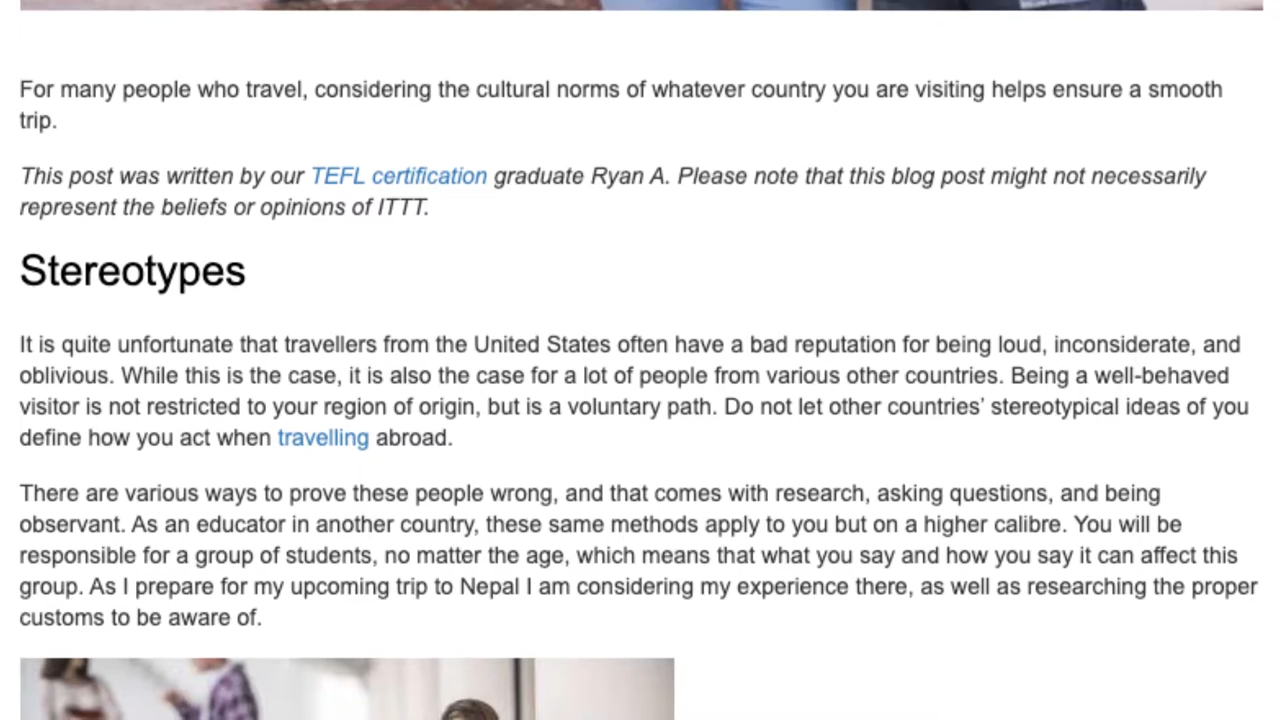 For many people who travel, considering the cultural norms of whatever country you are visiting helps ensure a smooth
trip.
This post was written by our TEFL certification graduate Ryan A. Please note that this blog post might not necessarily
represent the beliefs or opinions of ITTT.
Stereotypes
It is quite unfortunate that travellers from the United States often have a bad reputation for being loud, inconsiderate, and
oblivious. While this is the case, it is also the case for a lot of people from various other countries. Being a well-behaved
visitor is not restricted to your region of origin, but is a voluntary path. Do not let other countries’ stereotypical ideas of you
define how you act when travelling abroad.
There are various ways to prove these people wrong, and that comes with research, asking questions, and being
observant. As an educator in another country, these same methods apply to you but on a higher calibre. You will be
responsible for a group of students, no matter the age, which means that what you say and how you say it can affect this
group. As I prepare for my upcoming trip to Nepal I am considering my experience there, as well as researching the proper
customs to be aware of.